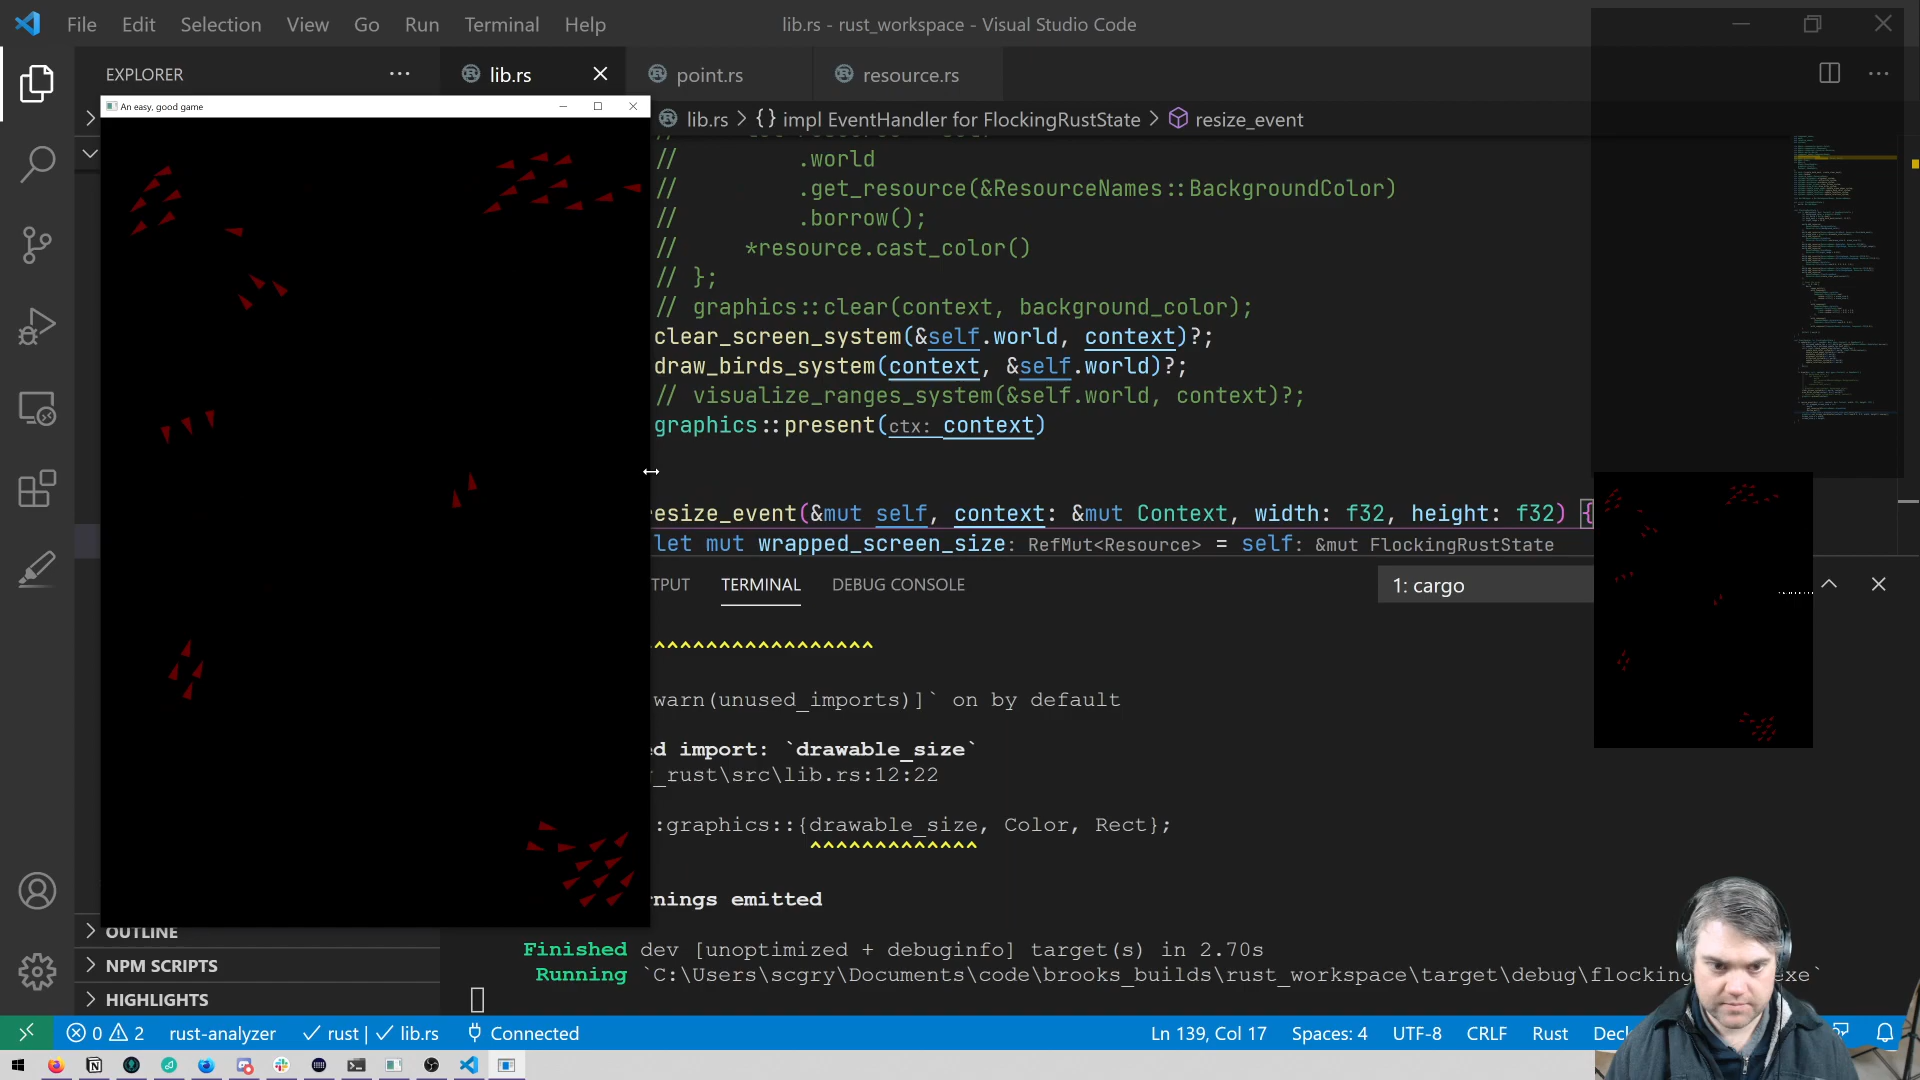 File Edit Selection View Go Run Terminal Help
lib.rs - rust_workspace - Visual Studio Code
EXPLORER
lib.rs
point.rs
resource.rs
An easy, good game
lib.rs > {} impl EventHandler for FlockingRustState > resize_event
// .world
// .get_resource(&ResourceNames::BackgroundColor)
// .borrow();
// *resource.cast_color()
// };
// graphics::clear(context, background_color);
clear_screen_system(&self.world, context)?;
draw_birds_system(context, &self.world)?;
// visualize_ranges_system(&self.world, context)?;
graphics::present(ctx: context)
esize_event(&mut self, context: &mut Context, width: f32, height: f32) {
let mut wrapped_screen_size: RefMut<Resource> = self: &mut FlockingRustState
TPUT TERMINAL DEBUG CONSOLE
1: cargo
^^^^^^^^^^^^^^^^^
warn(unused_imports)]` on by default
ed import: `drawable_size`
_rust\src\lib.rs:12:22
:graphics::{drawable_size, Color, Rect};
^^^^^^^^^^^^^
rnings emitted
Finished dev [unoptimized + debuginfo] target(s) in 2.70s
Running `C:\Users\scgry\Documents\code\brooks_builds\rust_workspace\target\debug\flocking
exe`
OUTLINE
NPM SCRIPTS
HIGHLIGHTS
0 2 rust-analyzer rust | lib.rs Connected
Ln 139, Col 17 Spaces: 4 UTF-8 CRLF Rust Dec